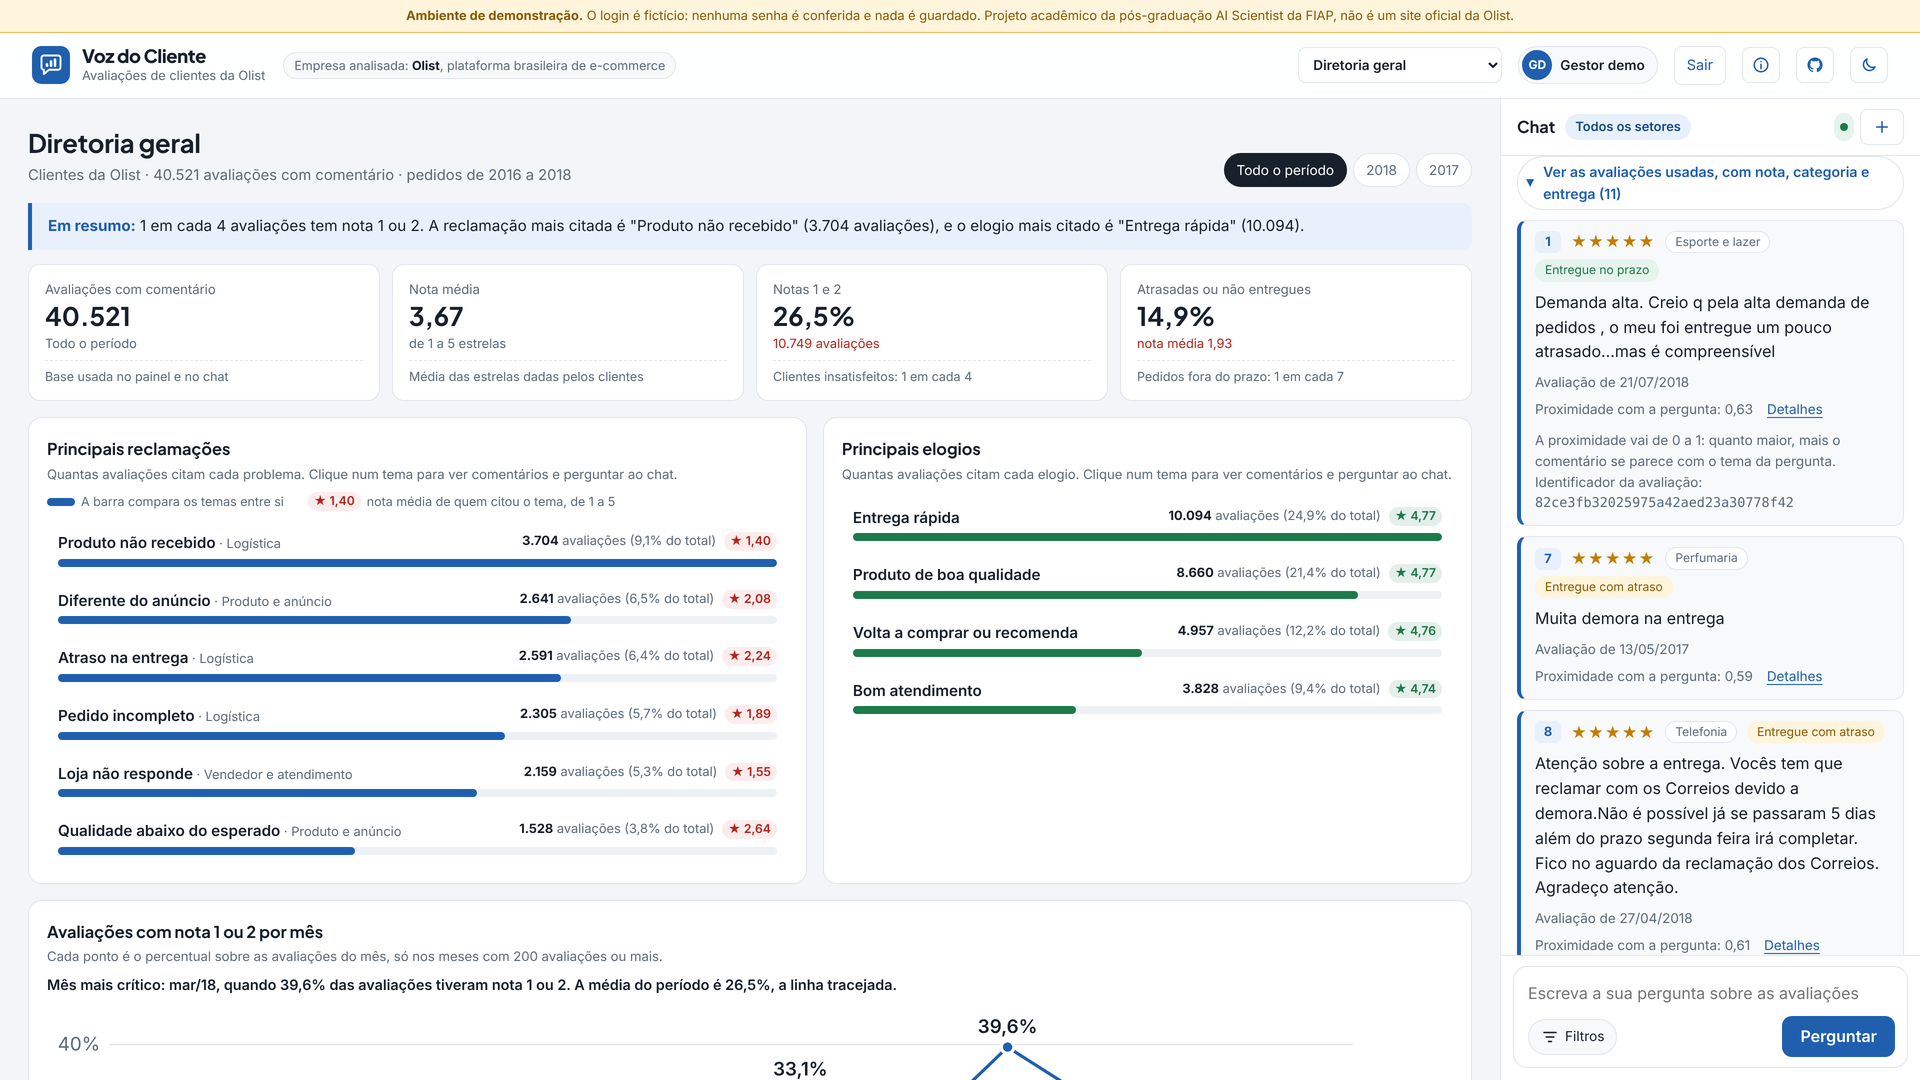 Ambiente de demonstração. O login é fictício: nenhuma senha é conferida e nada é guardado. Projeto acadêmico da pós-graduação AI Scientist da FIAP, não é um site oficial da Olist.
Voz do Cliente
Avaliações de clientes da Olist
Empresa analisada: Olist, plataforma brasileira de e-commerce
Diretoria geral
GD Gestor demo
Sair
Diretoria geral
Clientes da Olist · 40.521 avaliações com comentário · pedidos de 2016 a 2018
Todo o período
2018
2017
Em resumo: 1 em cada 4 avaliações tem nota 1 ou 2. A reclamação mais citada é "Produto não recebido" (3.704 avaliações), e o elogio mais citado é "Entrega rápida" (10.094).
Avaliações com comentário
40.521
Todo o período
Base usada no painel e no chat
Nota média
3,67
de 1 a 5 estrelas
Média das estrelas dadas pelos clientes
Notas 1 e 2
26,5%
10.749 avaliações
Clientes insatisfeitos: 1 em cada 4
Atrasadas ou não entregues
14,9%
nota média 1,93
Pedidos fora do prazo: 1 em cada 7
Principais reclamações
Quantas avaliações citam cada problema. Clique num tema para ver comentários e perguntar ao chat.
A barra compara os temas entre si ★ 1,40 nota média de quem citou o tema, de 1 a 5
Produto não recebido · Logística 3.704 avaliações (9,1% do total) ★ 1,40
Diferente do anúncio · Produto e anúncio 2.641 avaliações (6,5% do total) ★ 2,08
Atraso na entrega · Logística 2.591 avaliações (6,4% do total) ★ 2,24
Pedido incompleto · Logística 2.305 avaliações (5,7% do total) ★ 1,89
Loja não responde · Vendedor e atendimento 2.159 avaliações (5,3% do total) ★ 1,55
Qualidade abaixo do esperado · Produto e anúncio 1.528 avaliações (3,8% do total) ★ 2,64
Principais elogios
Quantas avaliações citam cada elogio. Clique num tema para ver comentários e perguntar ao chat.
Entrega rápida 10.094 avaliações (24,9% do total) ★ 4,77
Produto de boa qualidade 8.660 avaliações (21,4% do total) ★ 4,77
Volta a comprar ou recomenda 4.957 avaliações (12,2% do total) ★ 4,76
Bom atendimento 3.828 avaliações (9,4% do total) ★ 4,74
Avaliações com nota 1 ou 2 por mês
Cada ponto é o percentual sobre as avaliações do mês, só nos meses com 200 avaliações ou mais.
Mês mais crítico: mar/18, quando 39,6% das avaliações tiveram nota 1 ou 2. A média do período é 26,5%, a linha tracejada.
39,6%
40%
33,1%
Chat Todos os setores
▼ Ver as avaliações usadas, com nota, categoria e
entrega (11)
1 ★★★★★ Esporte e lazer
Entregue no prazo
Demanda alta. Creio q pela alta demanda de
pedidos , o meu foi entregue um pouco
atrasado...mas é compreensível
Avaliação de 21/07/2018
Proximidade com a pergunta: 0,63 Detalhes
A proximidade vai de 0 a 1: quanto maior, mais o
comentário se parece com o tema da pergunta.
Identificador da avaliação:
82ce3fb32025975a42aed23a30778f42
7 ★★★★★ Perfumaria
Entregue com atraso
Muita demora na entrega
Avaliação de 13/05/2017
Proximidade com a pergunta: 0,59 Detalhes
8 ★★★★★ Telefonia Entregue com atraso
Atenção sobre a entrega. Vocês tem que
reclamar com os Correios devido a
demora.Não é possível já se passaram 5 dias
além do prazo segunda feira irá completar.
Fico no aguardo da reclamação dos Correios.
Agradeço atenção.
Avaliação de 27/04/2018
Proximidade com a pergunta: 0,61 Detalhes
Escreva a sua pergunta sobre as avaliações
Filtros
Perguntar